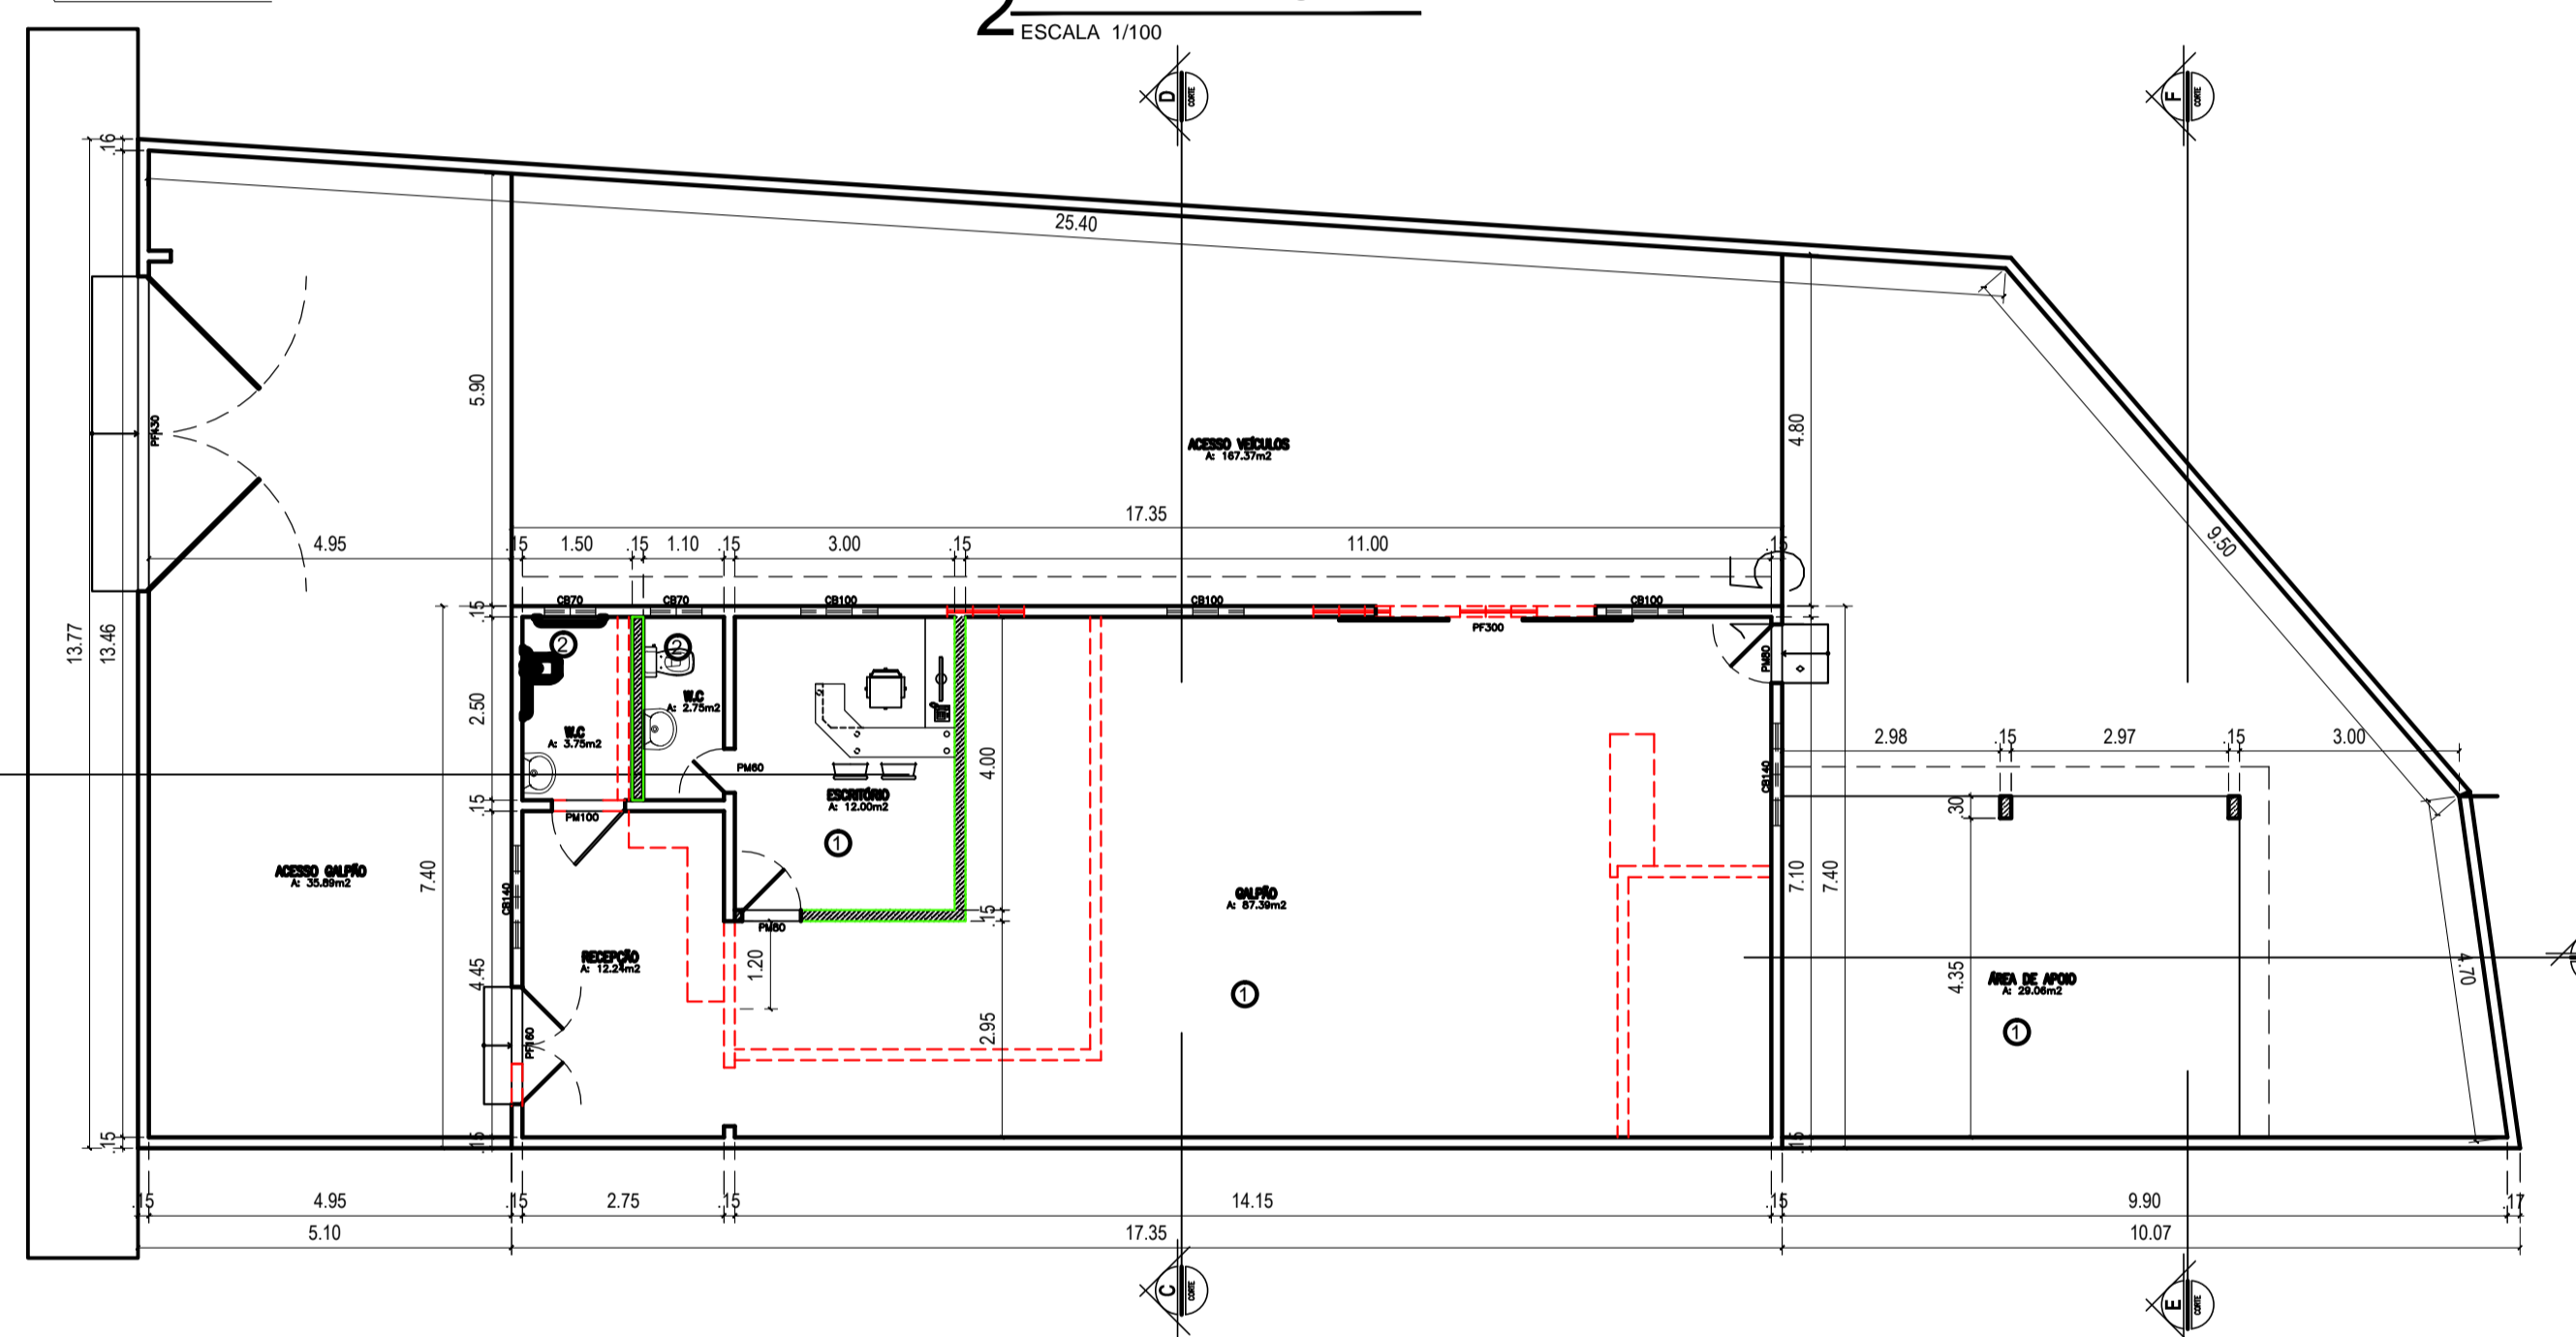 2
ESCALA 1/100
D
CORTE
F
CORTE
.16
25.40
5.90
PF430
13.77
13.46
4.80
ACESSO VEÍCULOS
A: 167.37m2
17.35
9.50
4.95
.15
1.50
.15
1.10
.15
3.00
.15
11.00
.15
.15
CB70
CB70
CB100
CB100
CB100
PF300
2
2
PM80
2.50
W.C
A: 2.75m2
W.C
A: 3.75m2
PM60
4.00
CB140
2.98
.15
2.97
.15
3.00
ESCRITÓRIO
A: 12.00m2
.15
PM100
.30
1
ACESSO GALPÃO
A: 35.89m2
7.40
CB140
GALPÃO
A: 87.39m2
7.10
7.40
.15
PM80
RECEPÇÃO
A: 12.24m2
1.20
4.45
4.35
ÁREA DE APOIO
A: 29.06m2
4.70
1
2.95
1
PF160
.15
.15
.15
.15
4.95
.15
2.75
.15
14.15
.15
9.90
.17
5.10
17.35
10.07
C
CORTE
E
CORTE